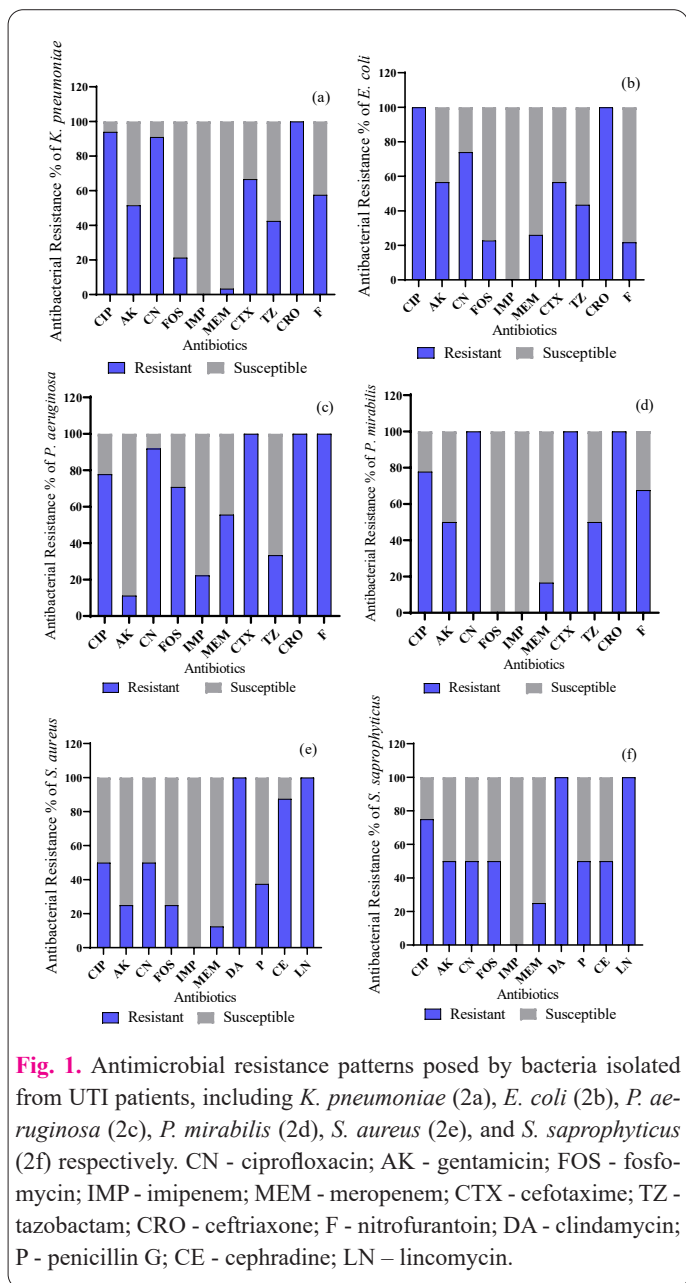 (a)
Antibacterial Resistance % of K. pneumoniae
120
100
80
60
40
20
0
CIP AK CN FOS IMP MEM CTX TZ CRO F
Antibiotics
Resistant Susceptible
(b)
Antibacterial Resistance % of E. coli
120
100
80
60
40
20
0
CIP AK CN FOS IMP MEM CTX TZ CRO F
Antibiotics
Resistant Susceptible
(c)
Antibacterial Resistance % of P. aeruginosa
120
100
80
60
40
20
0
CIP AK CN FOS IMP MEM CTX TZ CRO F
Antibiotics
Resistant Susceptible
(d)
Antibacterial Resistance % of P. mirabilis
120
100
80
60
40
20
0
CIP AK CN FOS IMP MEM CTX TZ CRO F
Antibiotics
Resistant Susceptible
(e)
Antibacterial Resistance % of S. aureus
120
100
80
60
40
20
0
CIP AK CN FOS IMP MEM DA P CE LN
Antibiotics
Resistant Susceptible
(f)
Antibacterial Resistance % of S. saprophyticus
120
100
80
60
40
20
0
CIP AK CN FOS IMP MEM DA P CE LN
Antibiotics
Resistant Susceptible
Fig. 1. Antimicrobial resistance patterns posed by bacteria isolated
from UTI patients, including K. pneumoniae (2a), E. coli (2b), P. ae-
ruginosa (2c), P. mirabilis (2d), S. aureus (2e), and S. saprophyticus
(2f) respectively. CN - ciprofloxacin; AK - gentamicin; FOS - fosfo-
mycin; IMP - imipenem; MEM - meropenem; CTX - cefotaxime; TZ -
tazobactam; CRO - ceftriaxone; F - nitrofurantoin; DA - clindamycin;
P - penicillin G; CE - cephradine; LN – lincomycin.